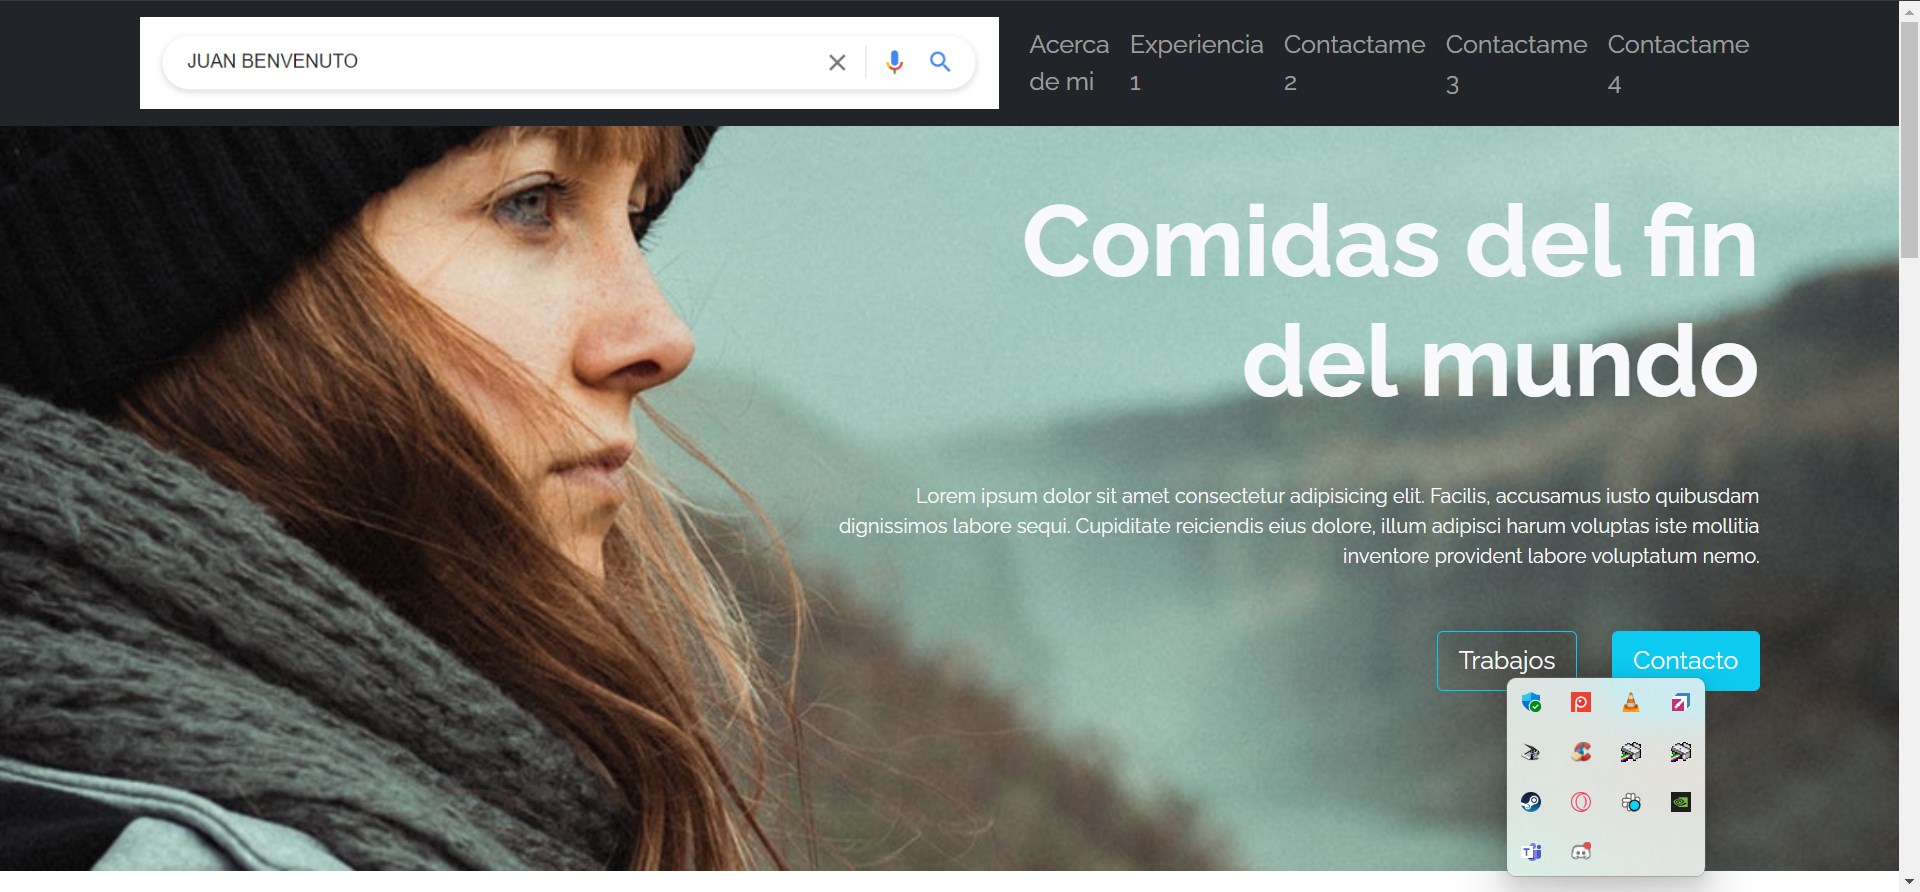 JUAN BENVENUTO
Acerca de mi
Experiencia 1
Contactame 2
Contactame 3
Contactame 4
Comidas del fin
del mundo
Lorem ipsum dolor sit amet consectetur adipisicing elit. Facilis, accusamus iusto quibusdam
dignissimos labore sequi. Cupiditate reiciendis eius dolore, illum adipisci harum voluptas iste mollitia
inventore provident labore voluptatum nemo.
Trabajos
Contacto